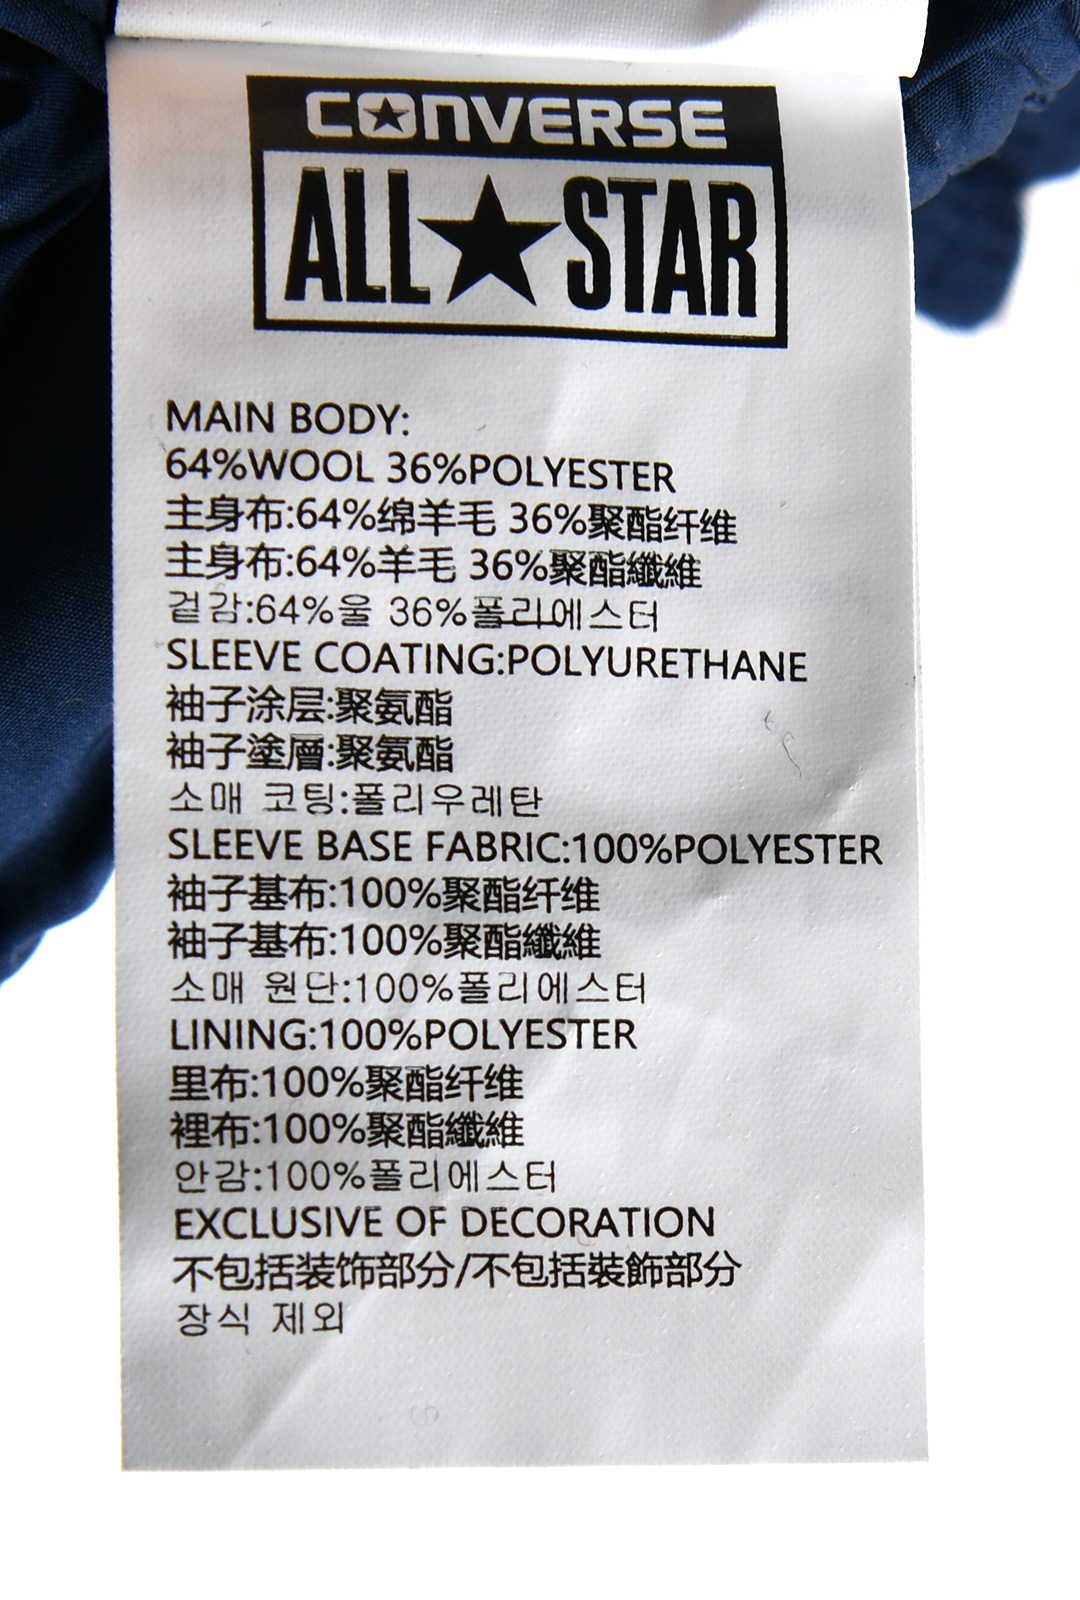 CONVERSE
ALL★STAR
MAIN BODY:
64%WOOL 36%POLYESTER
主身布:64%绵羊毛 36%聚酯纤维
主身布:64%羊毛 36%聚酯纖維
겉감:64%울 36%폴리에스터
SLEEVE COATING:POLYURETHANE
袖子涂层:聚氨酯
袖子塗層:聚氨酯
소매 코팅:폴리우레탄
SLEEVE BASE FABRIC:100%POLYESTER
袖子基布:100%聚酯纤维
袖子基布:100%聚酯纖維
소매 원단:100%폴리에스터
LINING:100%POLYESTER
里布:100%聚酯纤维
裡布:100%聚酯纖維
안감:100%폴리에스터
EXCLUSIVE OF DECORATION
不包括装饰部分/不包括裝飾部分
장식 제외